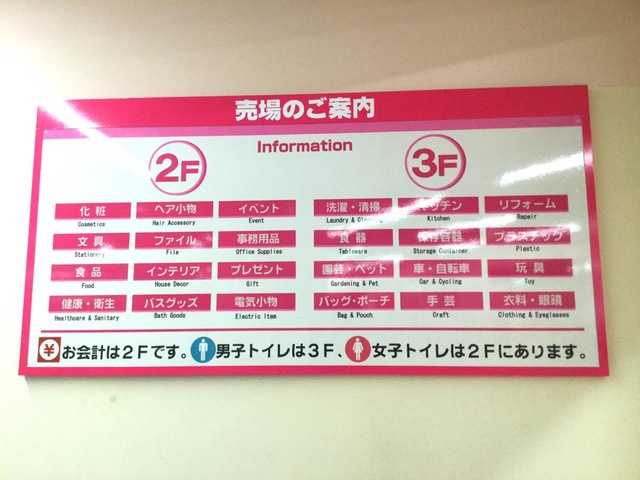 売場のご案内
Information
2F
3F
化粧 ヘア小物 イベント
Cosmetics Hair Accessory Event
文具 ファイル 事務用品
Stationery File Office Supplies
食品 インテリア プレゼント
Food House Decor Gift
健康・衛生 バスグッズ 電気小物
Healthcare & Sanitary Bath Goods Electric item
洗濯・清掃 キッチン リフォーム
Laundry & Cleaning Kitchen Repair
食器 保存容器 プラスチック
Tableware Storage Container Plastic
園芸・ペット 車・自転車 玩具
Gardening & Pet Car & Cycling Toy
バッグ・ポーチ 手芸 衣料・眼鏡
Bag & Pouch Craft Clothing & Eyeglasses
¥お会計は2Fです。男子トイレは3F、女子トイレは2Fにあります。